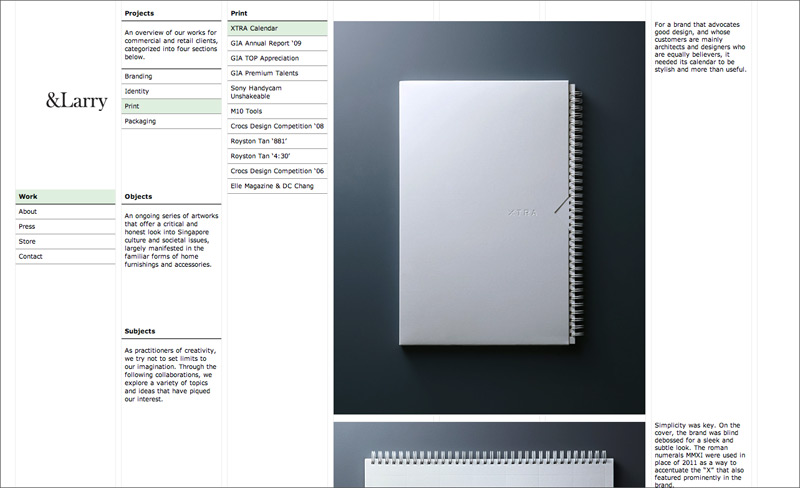 &Larry
Work
About
Press
Store
Contact
Projects
An overview of our works for
commercial and retail clients,
categorized into four sections
below.
Branding
Identity
Print
Packaging
Objects
An ongoing series of artworks
that offer a critical and
honest look into Singapore
culture and societal issues,
largely manifested in the
familiar forms of home
furnishings and accessories.
Subjects
As practitioners of creativity,
we try not to set limits to
our imagination. Through the
following collaborations, we
explore a variety of topics
and ideas that have piqued
our interest.
Print
XTRA Calendar
GIA Annual Report '09
GIA TOP Appreciation
GIA Premium Talents
Sony Handycam
Unshakeable
M10 Tools
Crocs Design Competition '08
Royston Tan '881'
Royston Tan '4:30'
Crocs Design Competition '06
Elle Magazine & DC Chang
XTRA
For a brand that advocates
good design, and whose
customers are mainly
architects and designers who
are equally believers, it
needed its calendar to be
stylish and more than useful.
Simplicity was key. On the
cover, the brand was blind
debossed for a sleek and
subtle look. The roman
numerals MMXI were used in
place of 2011 as a way to
accentuate the “X” that also
featured prominently in the
brand.